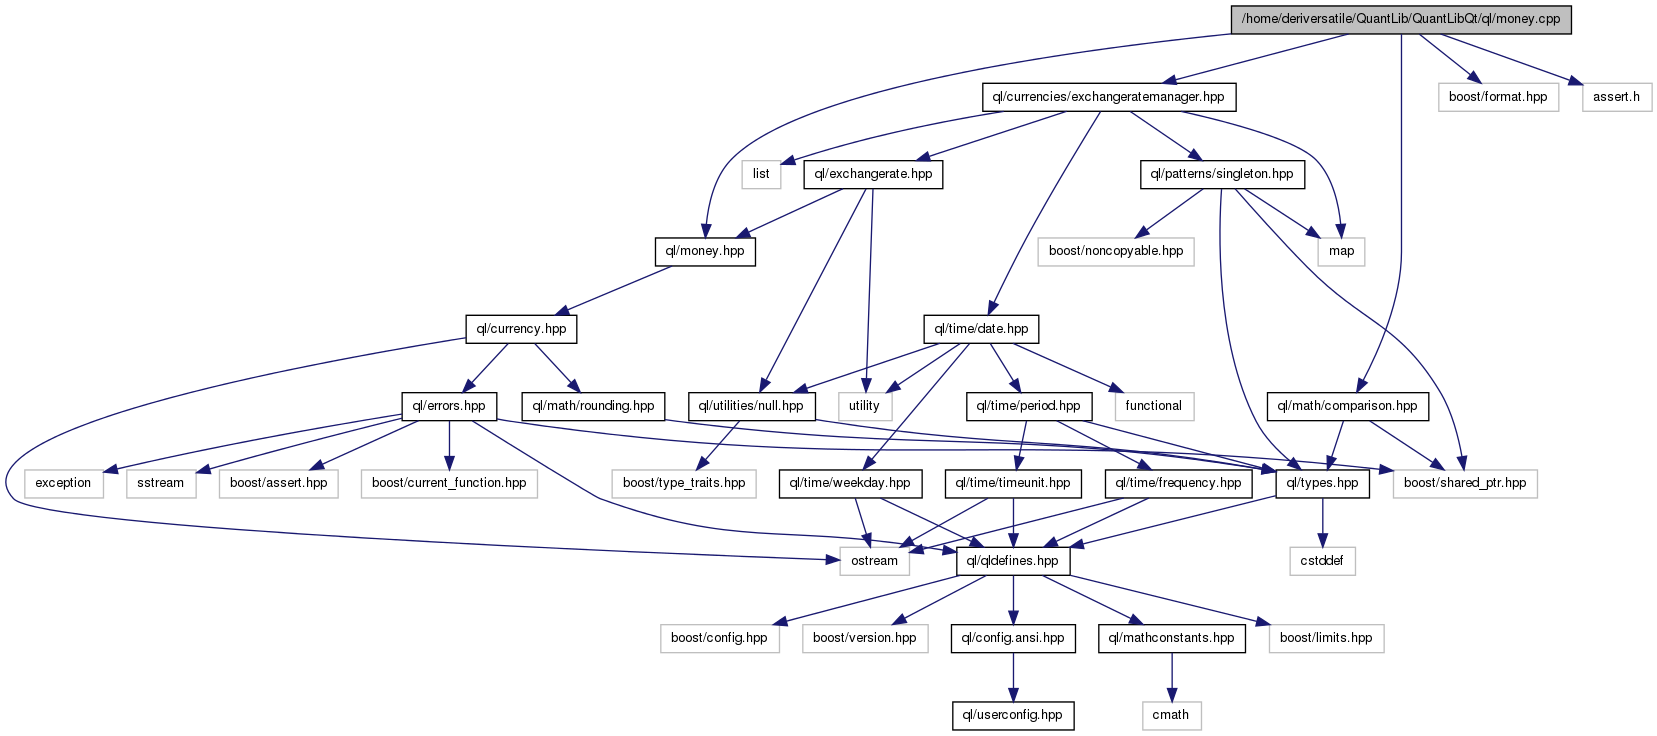 /home/deriversatile/QuantLib/QuantLibQt/ql/money.cpp
ql/currencies/exchangeratemanager.hpp
boost/format.hpp
assert.h
list
ql/exchangerate.hpp
ql/patterns/singleton.hpp
ql/money.hpp
boost/noncopyable.hpp
map
ql/currency.hpp
ql/time/date.hpp
ql/errors.hpp
ql/math/rounding.hpp
ql/utilities/null.hpp
utility
ql/time/period.hpp
functional
ql/math/comparison.hpp
exception
sstream
boost/assert.hpp
boost/current_function.hpp
boost/type_traits.hpp
ql/time/weekday.hpp
ql/time/timeunit.hpp
ql/time/frequency.hpp
ql/types.hpp
boost/shared_ptr.hpp
ostream
ql/qldefines.hpp
cstddef
boost/config.hpp
boost/version.hpp
ql/config.ansi.hpp
ql/mathconstants.hpp
boost/limits.hpp
ql/userconfig.hpp
cmath